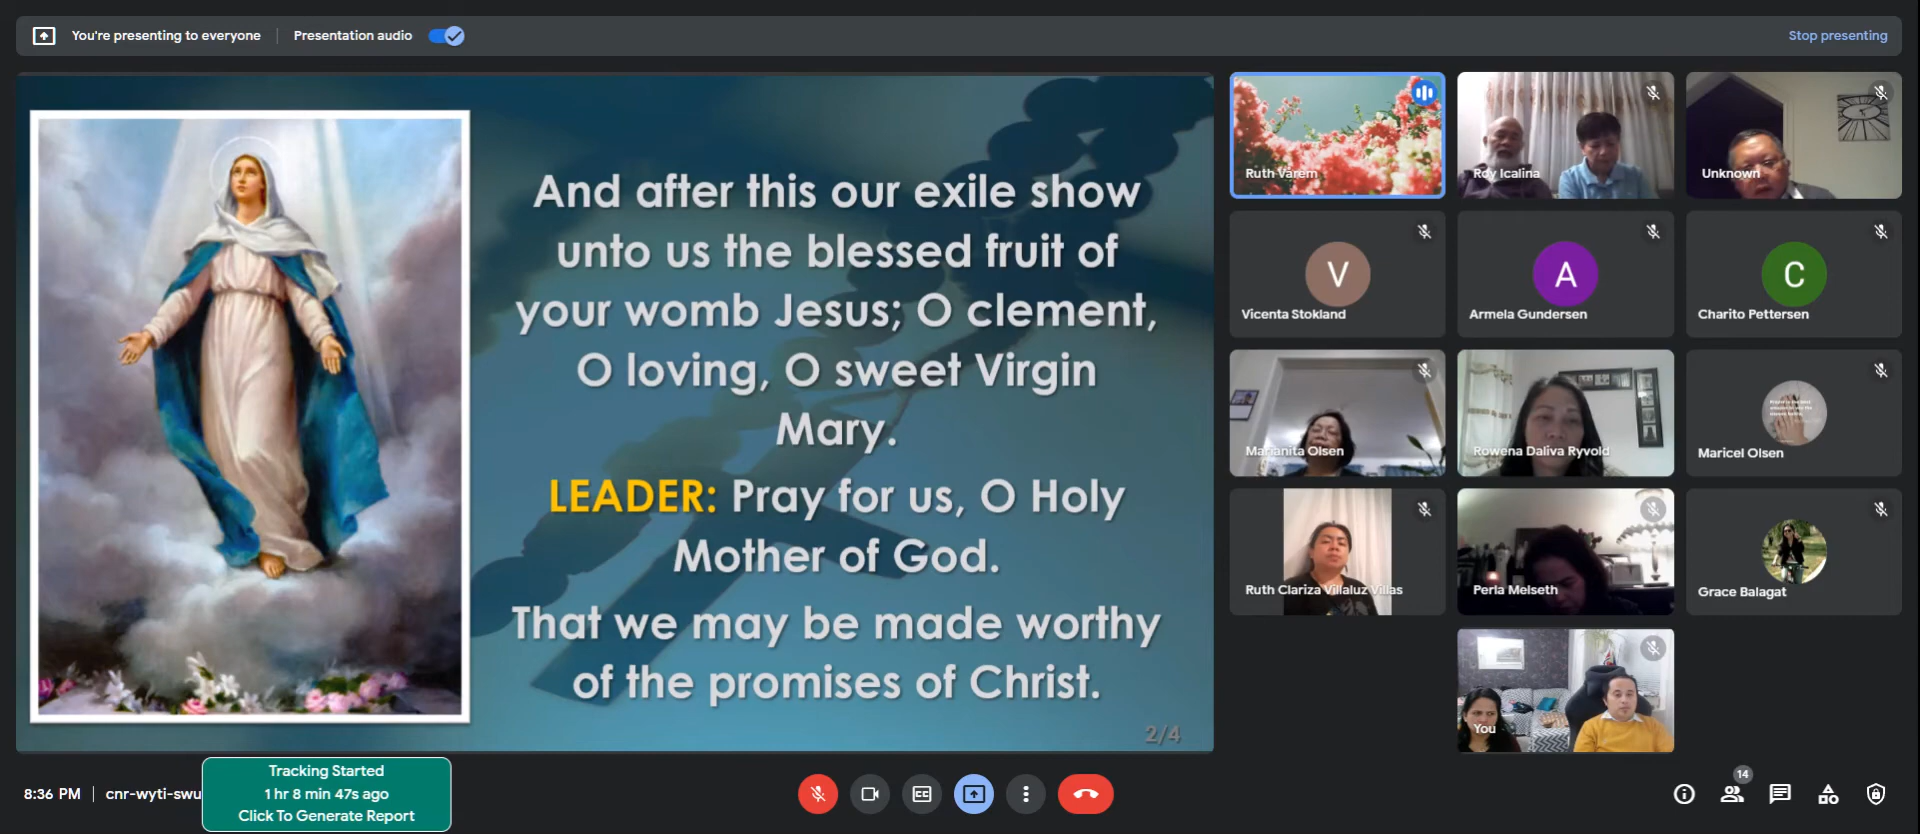 You're presenting to everyone
Presentation audio
Stop presenting
And after this our exile show
unto us the blessed fruit of
your womb Jesus; O clement,
O loving, O sweet Virgin
Mary.
LEADER: Pray for us, O Holy
Mother of God.
That we may be made worthy
of the promises of Christ.
2/4
Ruth Varem
Roy Icalina
Unknown
V
Vicenta Stokland
A
Armela Gundersen
C
Charito Pettersen
Marianita Olsen
Rowena Daliva Ryvold
Maricel Olsen
Ruth Clariza Villaluz Villas
Perla Melseth
Grace Balagat
You
8:36 PM | cnr-wyti-swu
Tracking Started
1 hr 8 min 47s ago
Click To Generate Report
CC
14